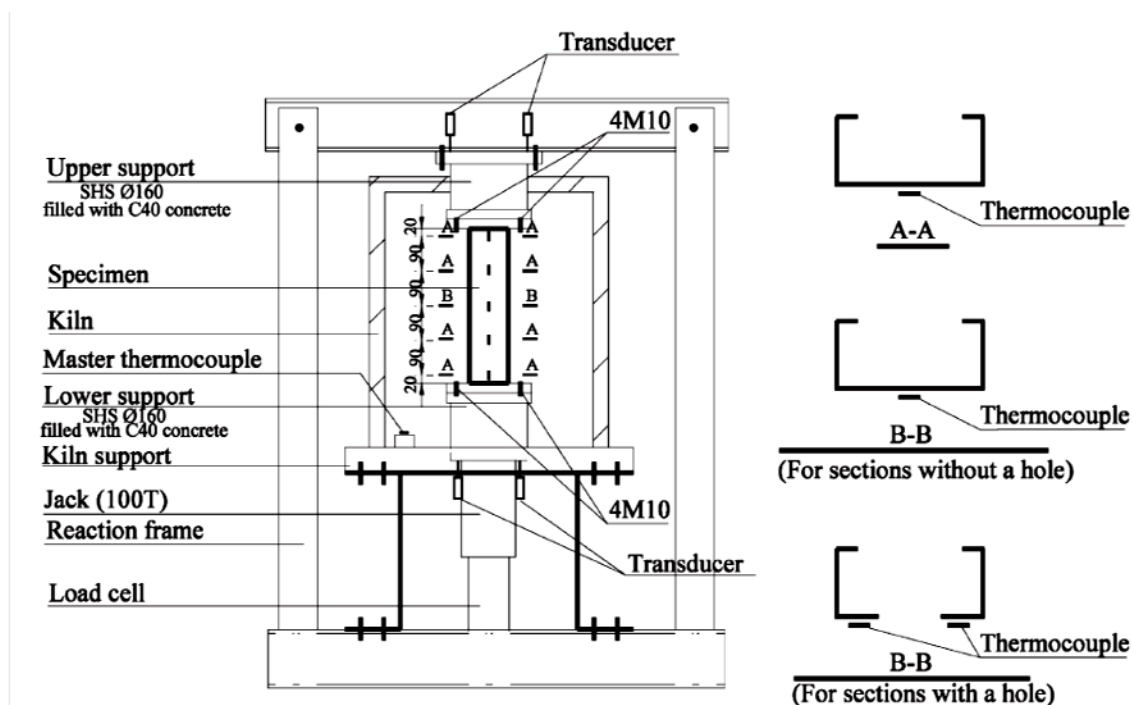 Transducer
4M10
Upper support
SHS Ø160
filled with C40 concrete
Specimen
Kiln
Master thermocouple
Lower support
SHS Ø160
filled with C40 concrete
Kiln support
Jack (100T)
Reaction frame
Load cell
20
90
90
90
90
20
A A
A A
B B
A A
A A
4M10
Transducer
Thermocouple
A-A
Thermocouple
B-B
(For sections without a hole)
Thermocouple
B-B
(For sections with a hole)